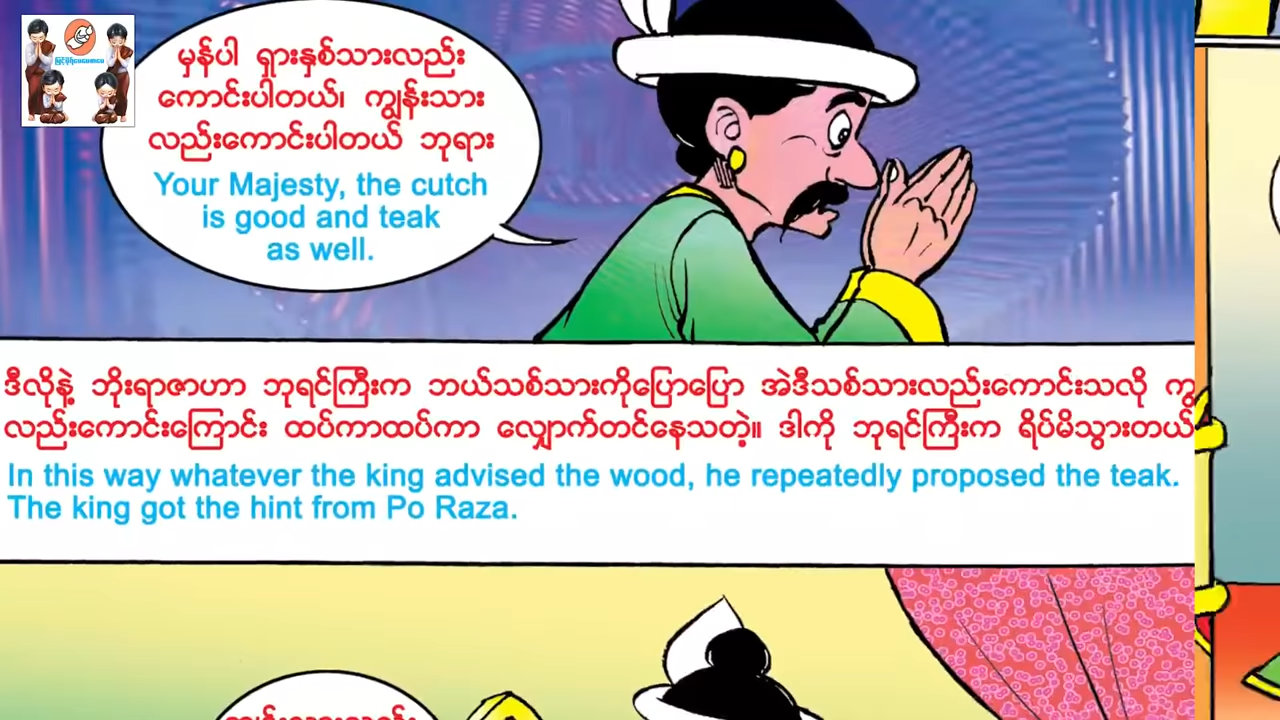 မှန်ပါ ရှားနှစ်သားလည်း
ကောင်းပါတယ်၊ ကျွန်းသား
လည်းကောင်းပါတယ် ဘုရား
Your Majesty, the cutch
is good and teak
as well.
ဒီလိုနဲ့ ဘိုးရာဇာဟာ ဘုရင်ကြီးက ဘယ်သစ်သားကိုပြောပြော အဲဒီသစ်သားလည်းကောင်းသလို
လည်းကောင်းကြောင်း ထပ်ကာထပ်ကာ လျှောက်တင်နေသတဲ့။ ဒါကို ဘုရင်ကြီးက ရိပ်မိသွားတယ်
In this way whatever the king advised the wood, he repeatedly proposed the teak.
The king got the hint from Po Raza.